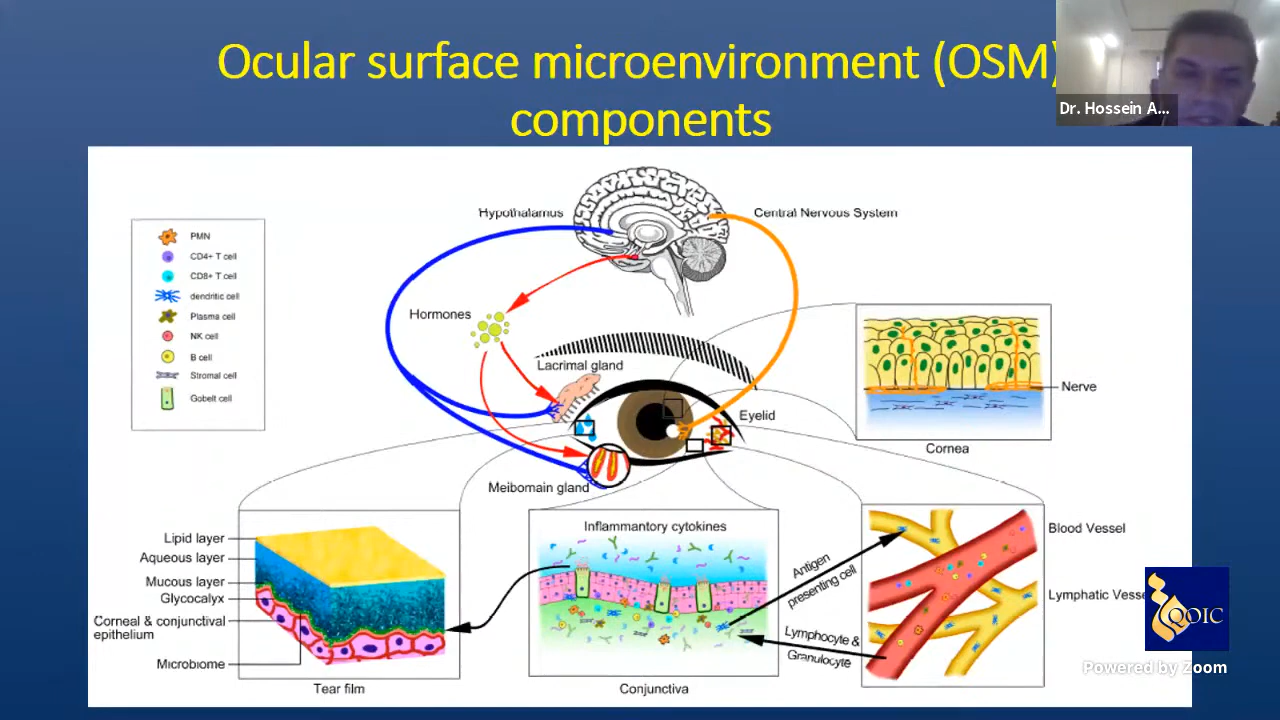 Ocular surface microenvironment (OSM)
components
Dr. Hossein A...
PMN
CD4+ T cell
CD8+ T cell
dendritic cell
Plasma cell
NK cell
B cell
Stromal cell
Gobelt cell
Hypothalamus
Central Nervous System
Hormones
Lacrimal gland
Eyelid
Meibomain gland
Nerve
Cornea
Lipid layer
Aqueous layer
Mucous layer
Glycocalyx
Corneal & conjunctival
epithelium
Microbiome
Tear film
Inflammantory cytokines
Conjunctiva
Antigen
presenting cell
Lymphocyte &
Granulocyte
Blood Vessel
Lymphatic Vesse
QOIC
Powered by Zoom